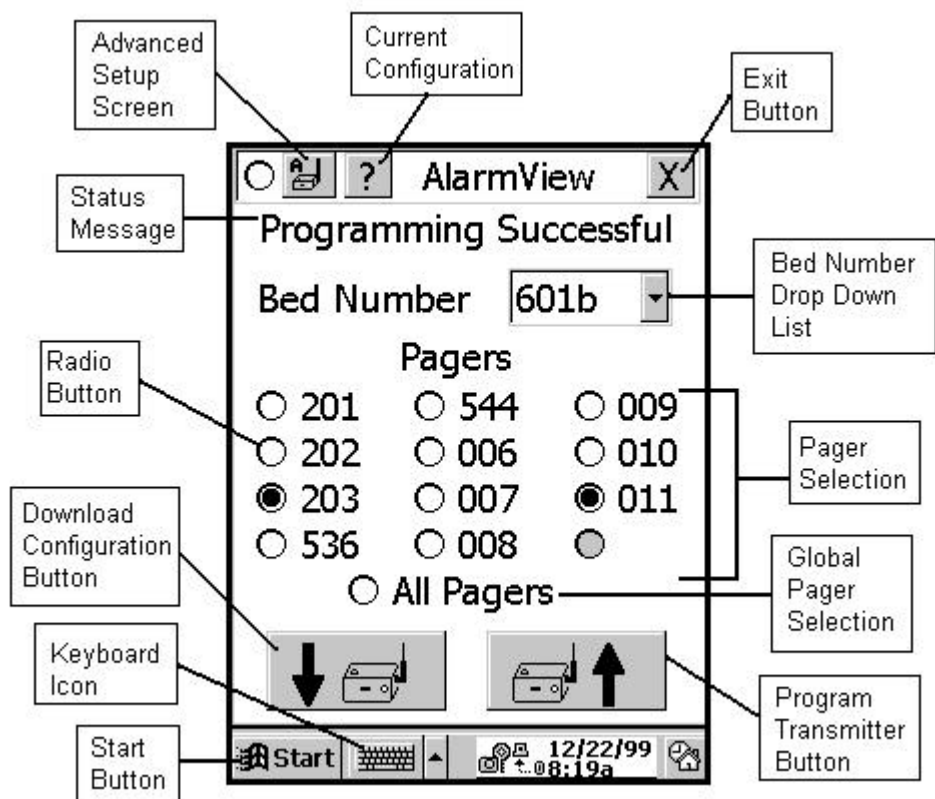 Advanced
Setup
Screen
Current
Configuration
Exit
Button
A
?
AlarmView
X
Status
Message
Programming Successful
Bed Number
601b
Bed Number
Drop Down
List
Radio
Button
Pagers
201 544 009
202 006 010
203 007 011
536 008
All Pagers
Pager
Selection
Download
Configuration
Button
Global
Pager
Selection
Keyboard
Icon
Program
Transmitter
Button
Start
Button
Start
12/22/99
8:19a